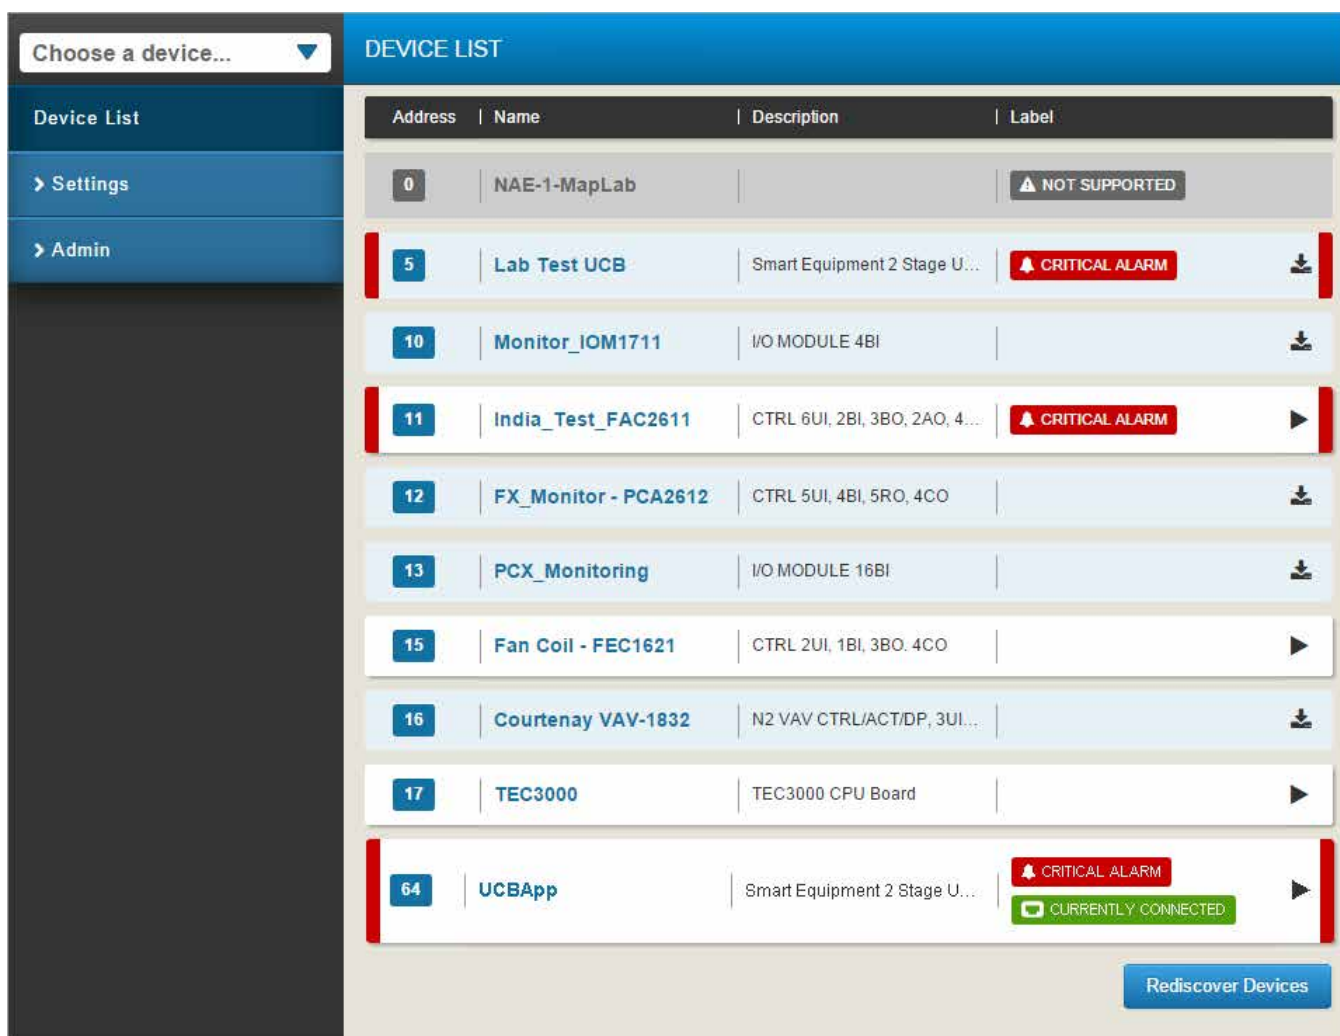 Choose a device...
DEVICE LIST
Device List
Settings
Admin
Address Name Description Label
0 NAE-1-MapLab NOT SUPPORTED
5 Lab Test UCB Smart Equipment 2 Stage U... CRITICAL ALARM
10 Monitor_IOM1711 I/O MODULE 4BI
11 India_Test_FAC2611 CTRL 6UI, 2BI, 3BO, 2AO, 4... CRITICAL ALARM
12 FX_Monitor - PCA2612 CTRL 5UI, 4BI, 5RO, 4CO
13 PCX_Monitoring I/O MODULE 16BI
15 Fan Coil - FEC1621 CTRL 2UI, 1BI, 3BO. 4CO
16 Courtenay VAV-1832 N2 VAV CTRL/ACT/DP, 3UI...
17 TEC3000 TEC3000 CPU Board
64 UCBApp Smart Equipment 2 Stage U... CRITICAL ALARM
CURRENTLY CONNECTED
Rediscover Devices